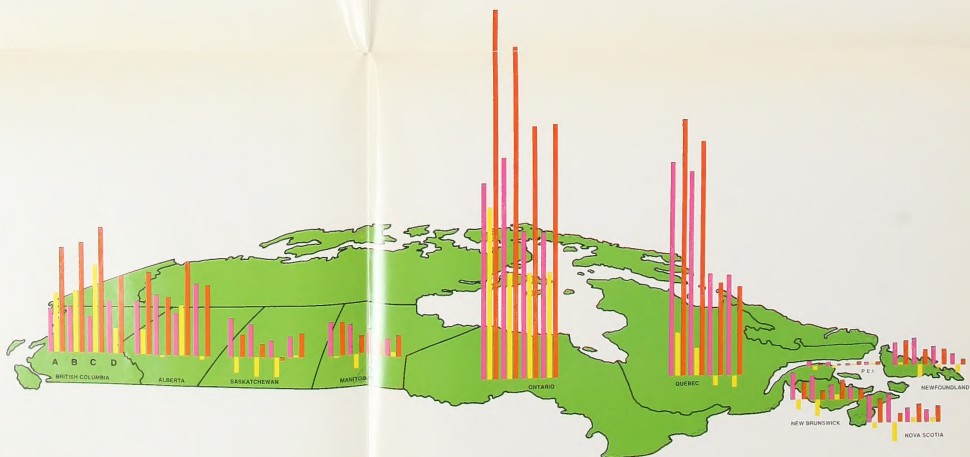 A B C D
BRITISH COLUMBIA
ALBERTA
SASKATCHEWAN
MANITOBA
ONTARIO
QUEBEC
P.E.I.
NEWFOUNDLAND
NEW BRUNSWICK
NOVA SCOTIA